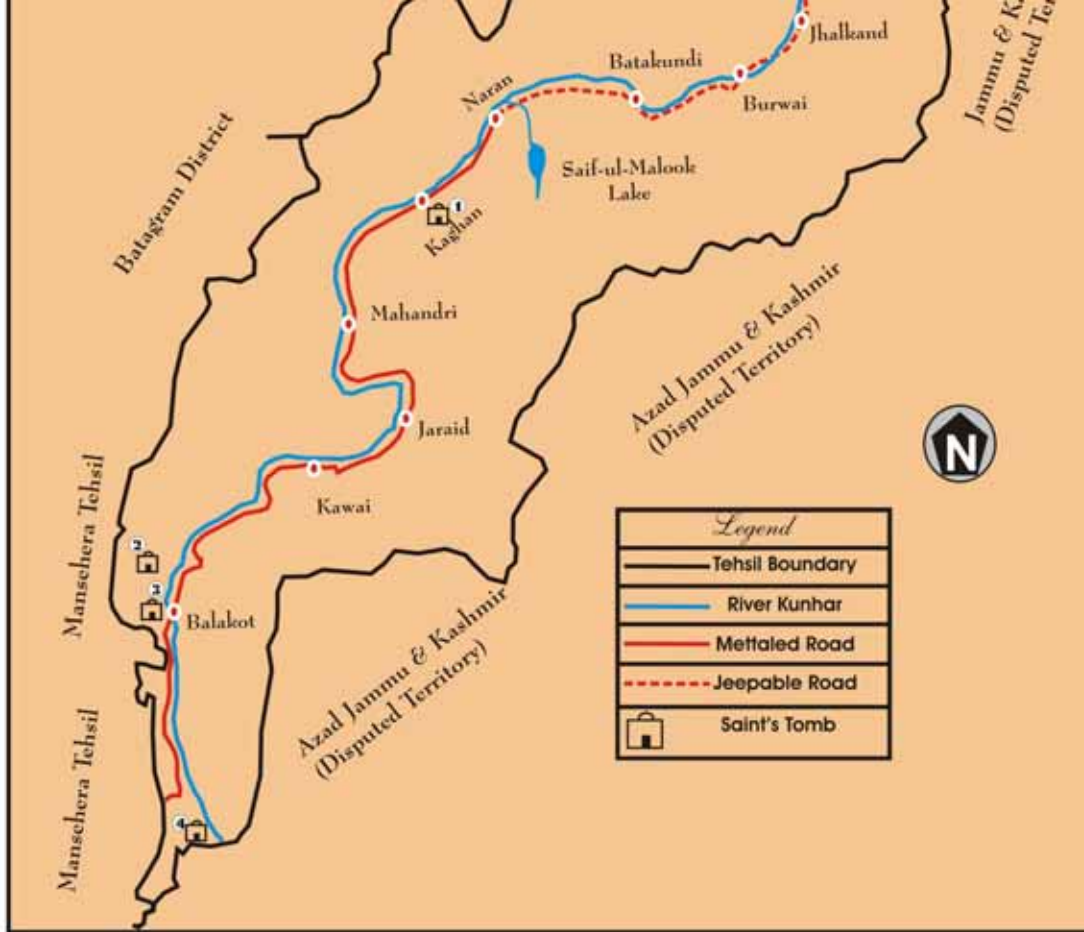 Jhalkand
Jammu & Ka
(Disputed Ter
Batakundi
Burwai
Naran
Saif-ul-Malook
Lake
Batagram District
1
Kaghan
Mahandri
Azad Jammu & Kashmir
(Disputed Territory)
Jaraid
N
Kawai
Mansehra Tehsil
2
3
Balakot
Azad Jammu & Kashmir
(Disputed Territory)
Mansehra Tehsil
4
Legend
Tehsil Boundary
River Kunhar
Mettaled Road
Jeepable Road
Saint's Tomb